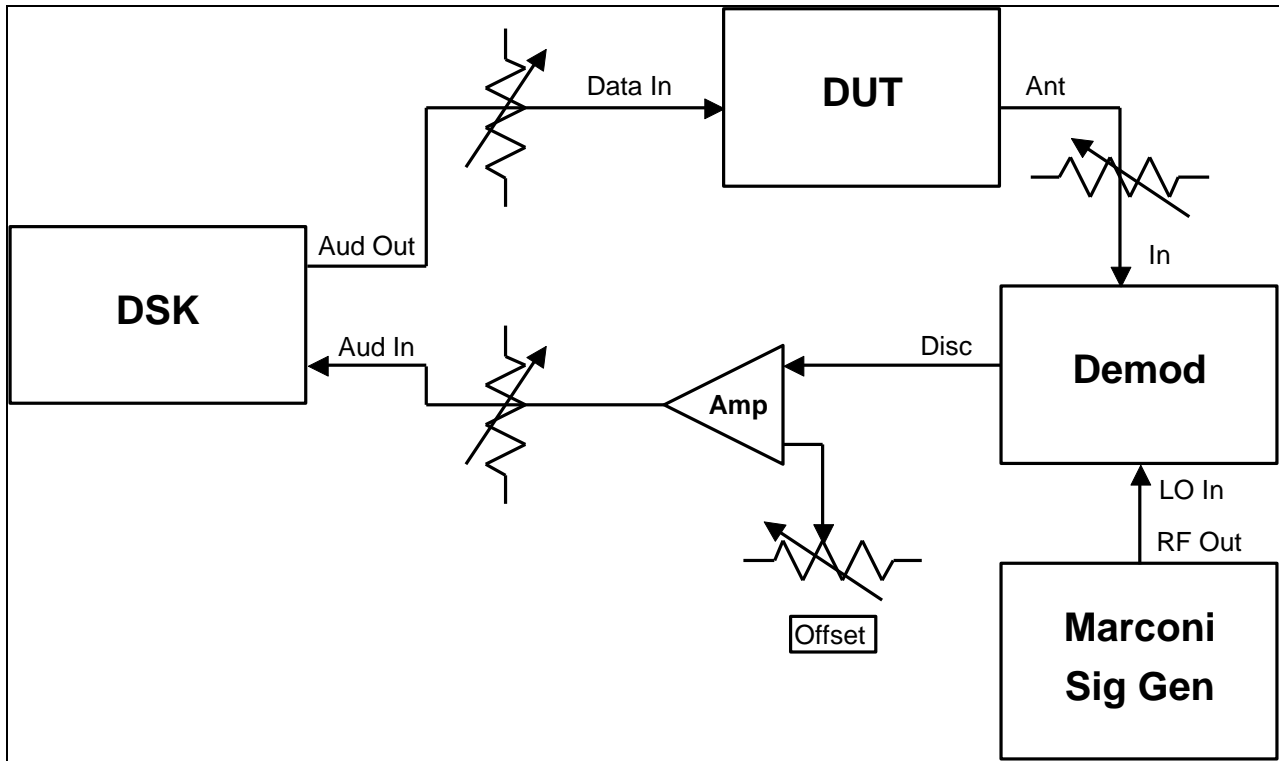 Data In
DUT
Ant
Aud Out
In
DSK
Aud In
Disc
Demod
Amp
LO In
RF Out
Offset
Marconi
Sig Gen